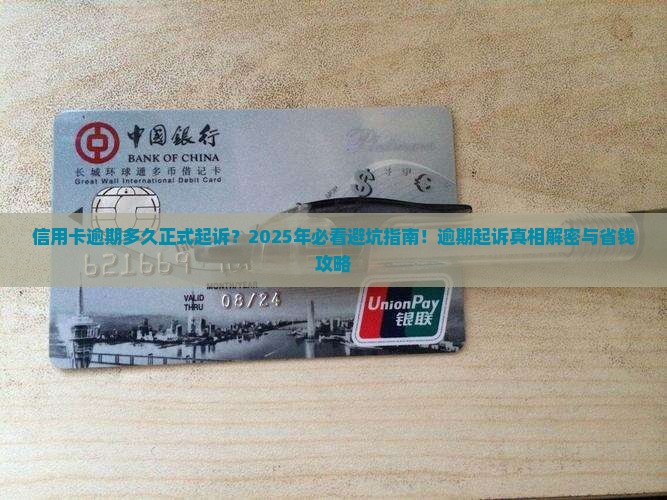 中国银行
BANK OF CHINA
长城环球通多币借记卡
Great Wall International Debit Card
信用卡逾期多久正式起诉？2025年必看避坑指南！逾期起诉真相解密与省钱
攻略
MONTH/YEAR
VALID
THRU
08/24
UnionPay
银联